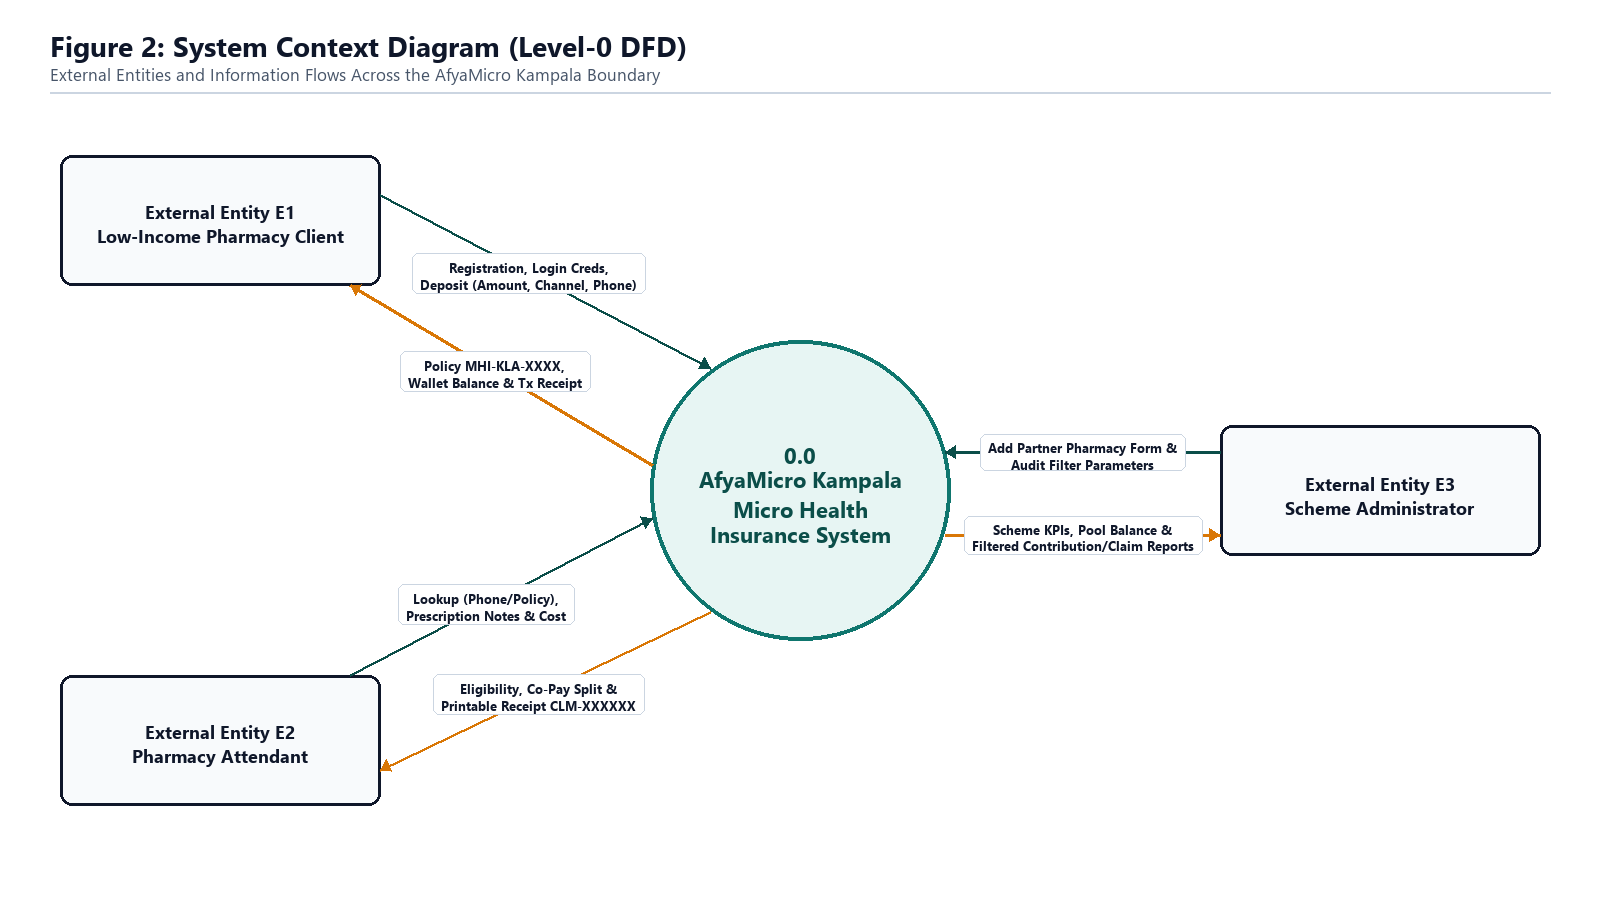 Figure 2: System Context Diagram (Level-0 DFD)
External Entities and Information Flows Across the AfyaMicro Kampala Boundary
External Entity E1
Low-Income Pharmacy Client
Registration, Login Creds,
Deposit (Amount, Channel, Phone)
Policy MHI-KLA-XXXX,
Wallet Balance & Tx Receipt
0.0
AfyaMicro Kampala
Micro Health
Insurance System
Add Partner Pharmacy Form &
Audit Filter Parameters
External Entity E3
Scheme Administrator
Scheme KPIs, Pool Balance &
Filtered Contribution/Claim Reports
Lookup (Phone/Policy),
Prescription Notes & Cost
Eligibility, Co-Pay Split &
Printable Receipt CLM-XXXXXX
External Entity E2
Pharmacy Attendant